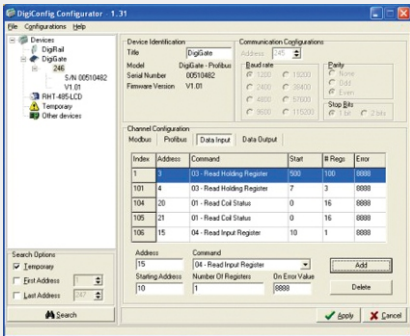 DigiConfig Configurator - 1.31
File Configurations Help
Devices
DigiRail
DigiGate
246
S/N 00510482
V1.01
RHT-485-LCD
Temporary
Other devices
Search Options
Temporary
First Address 1
Last Address 247
Search
Device Identification
Title DigiGate
Model DigiGate - Profibus
Serial Number 00510482
Firmware Version V1.01
Communication Configurations
Address 245
Baud rate
1200 19200
2400 38400
4800 57600
9600 115200
Parity
None
Odd
Even
Stop Bits
1 bit 2 bits
Channel Configuration
Modbus Profibus Data Input Data Output
Index Address Command Start # Regs Error
1 3 03 - Read Holding Register 500 100 8888
101 4 03 - Read Holding Register 7 3 8888
104 20 01 - Read Coil Status 0 16 8888
105 21 01 - Read Coil Status 0 16 8888
106 15 04 - Read Input Register 10 1 8888
Address Command
15 04 - Read Input Register Add
Starting Address Number Of Registers On Error Value
10 1 8888 Delete
Apply Cancel